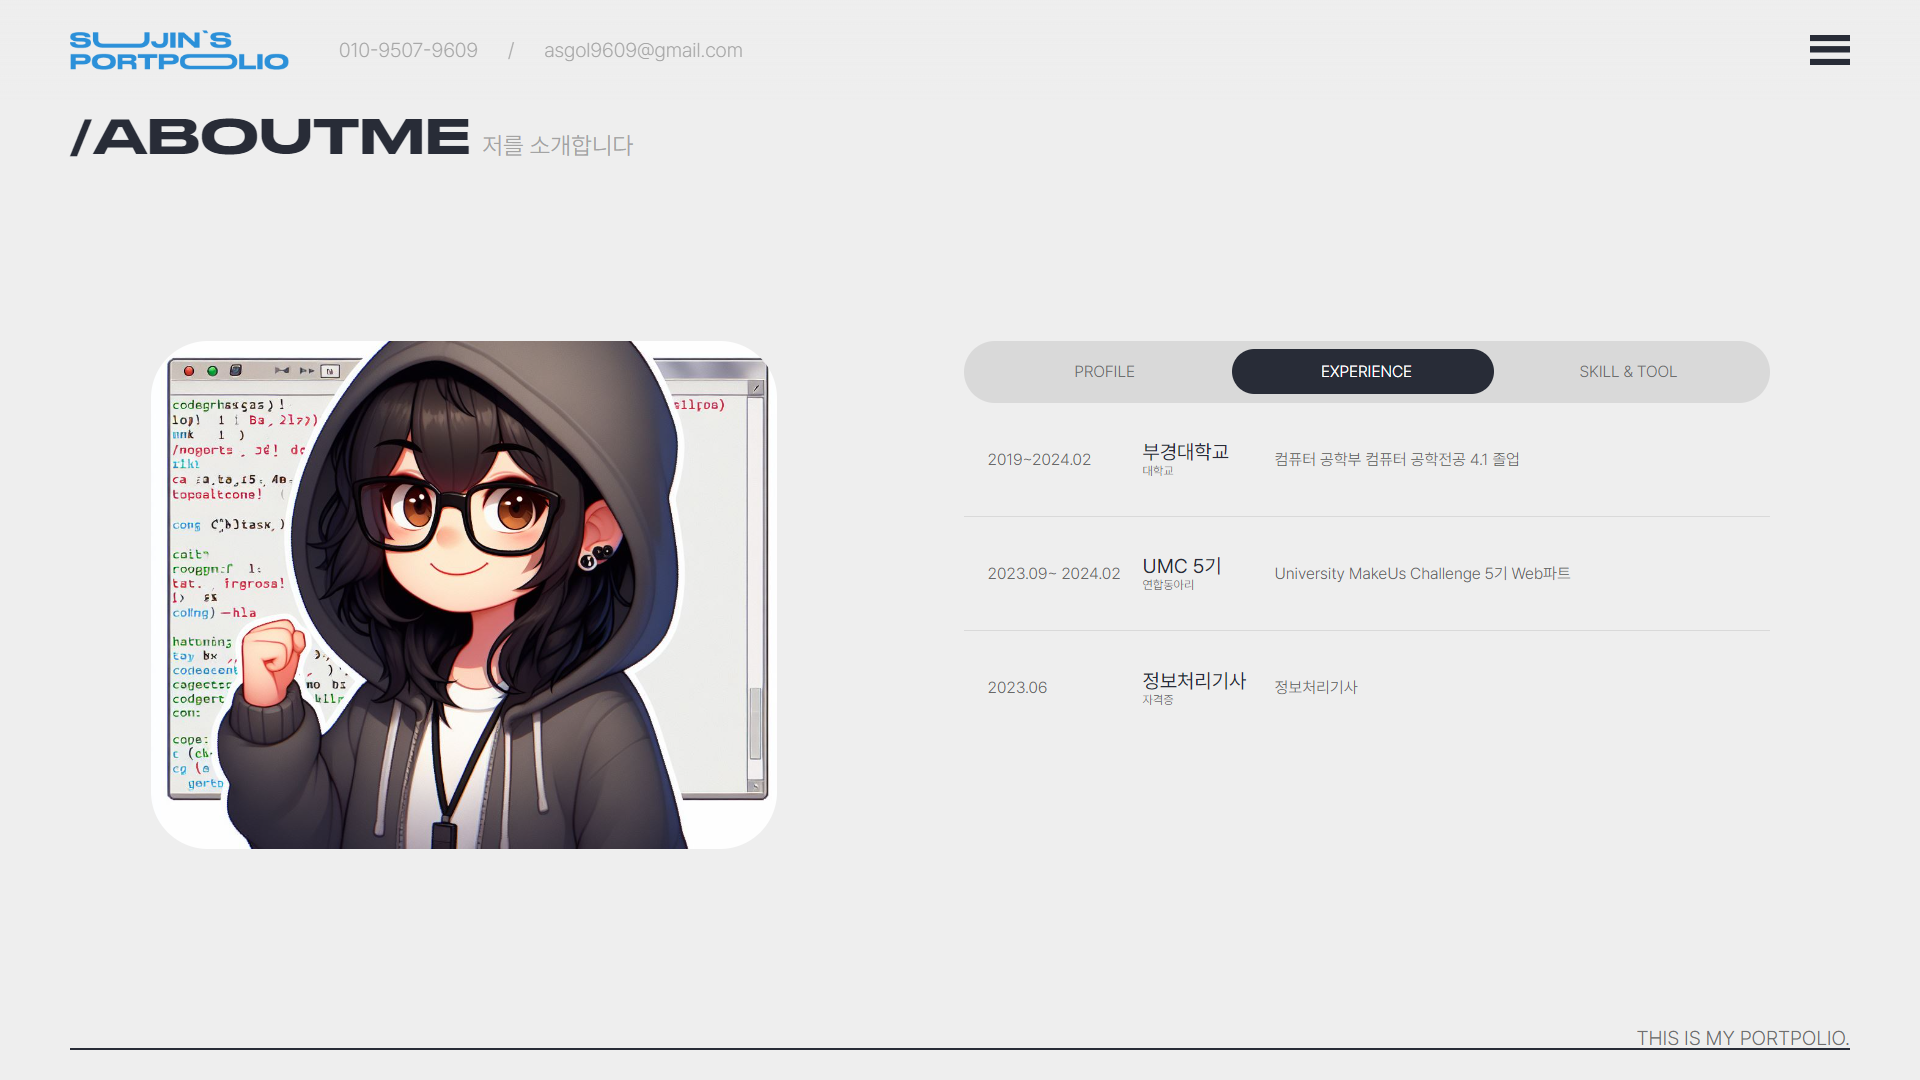 SUJIN`S
PORTPOLIO
010-9507-9609 / asgol9609@gmail.com
/ABOUTME 저를 소개합니다
PROFILE EXPERIENCE SKILL & TOOL
2019~2024.02 부경대학교 컴퓨터 공학부 컴퓨터 공학전공 4.1 졸업
대학교
2023.09~ 2024.02 UMC 5기 University MakeUs Challenge 5기 Web파트
연합동아리
2023.06 정보처리기사 정보처리기사
자격증
THIS IS MY PORTPOLIO.